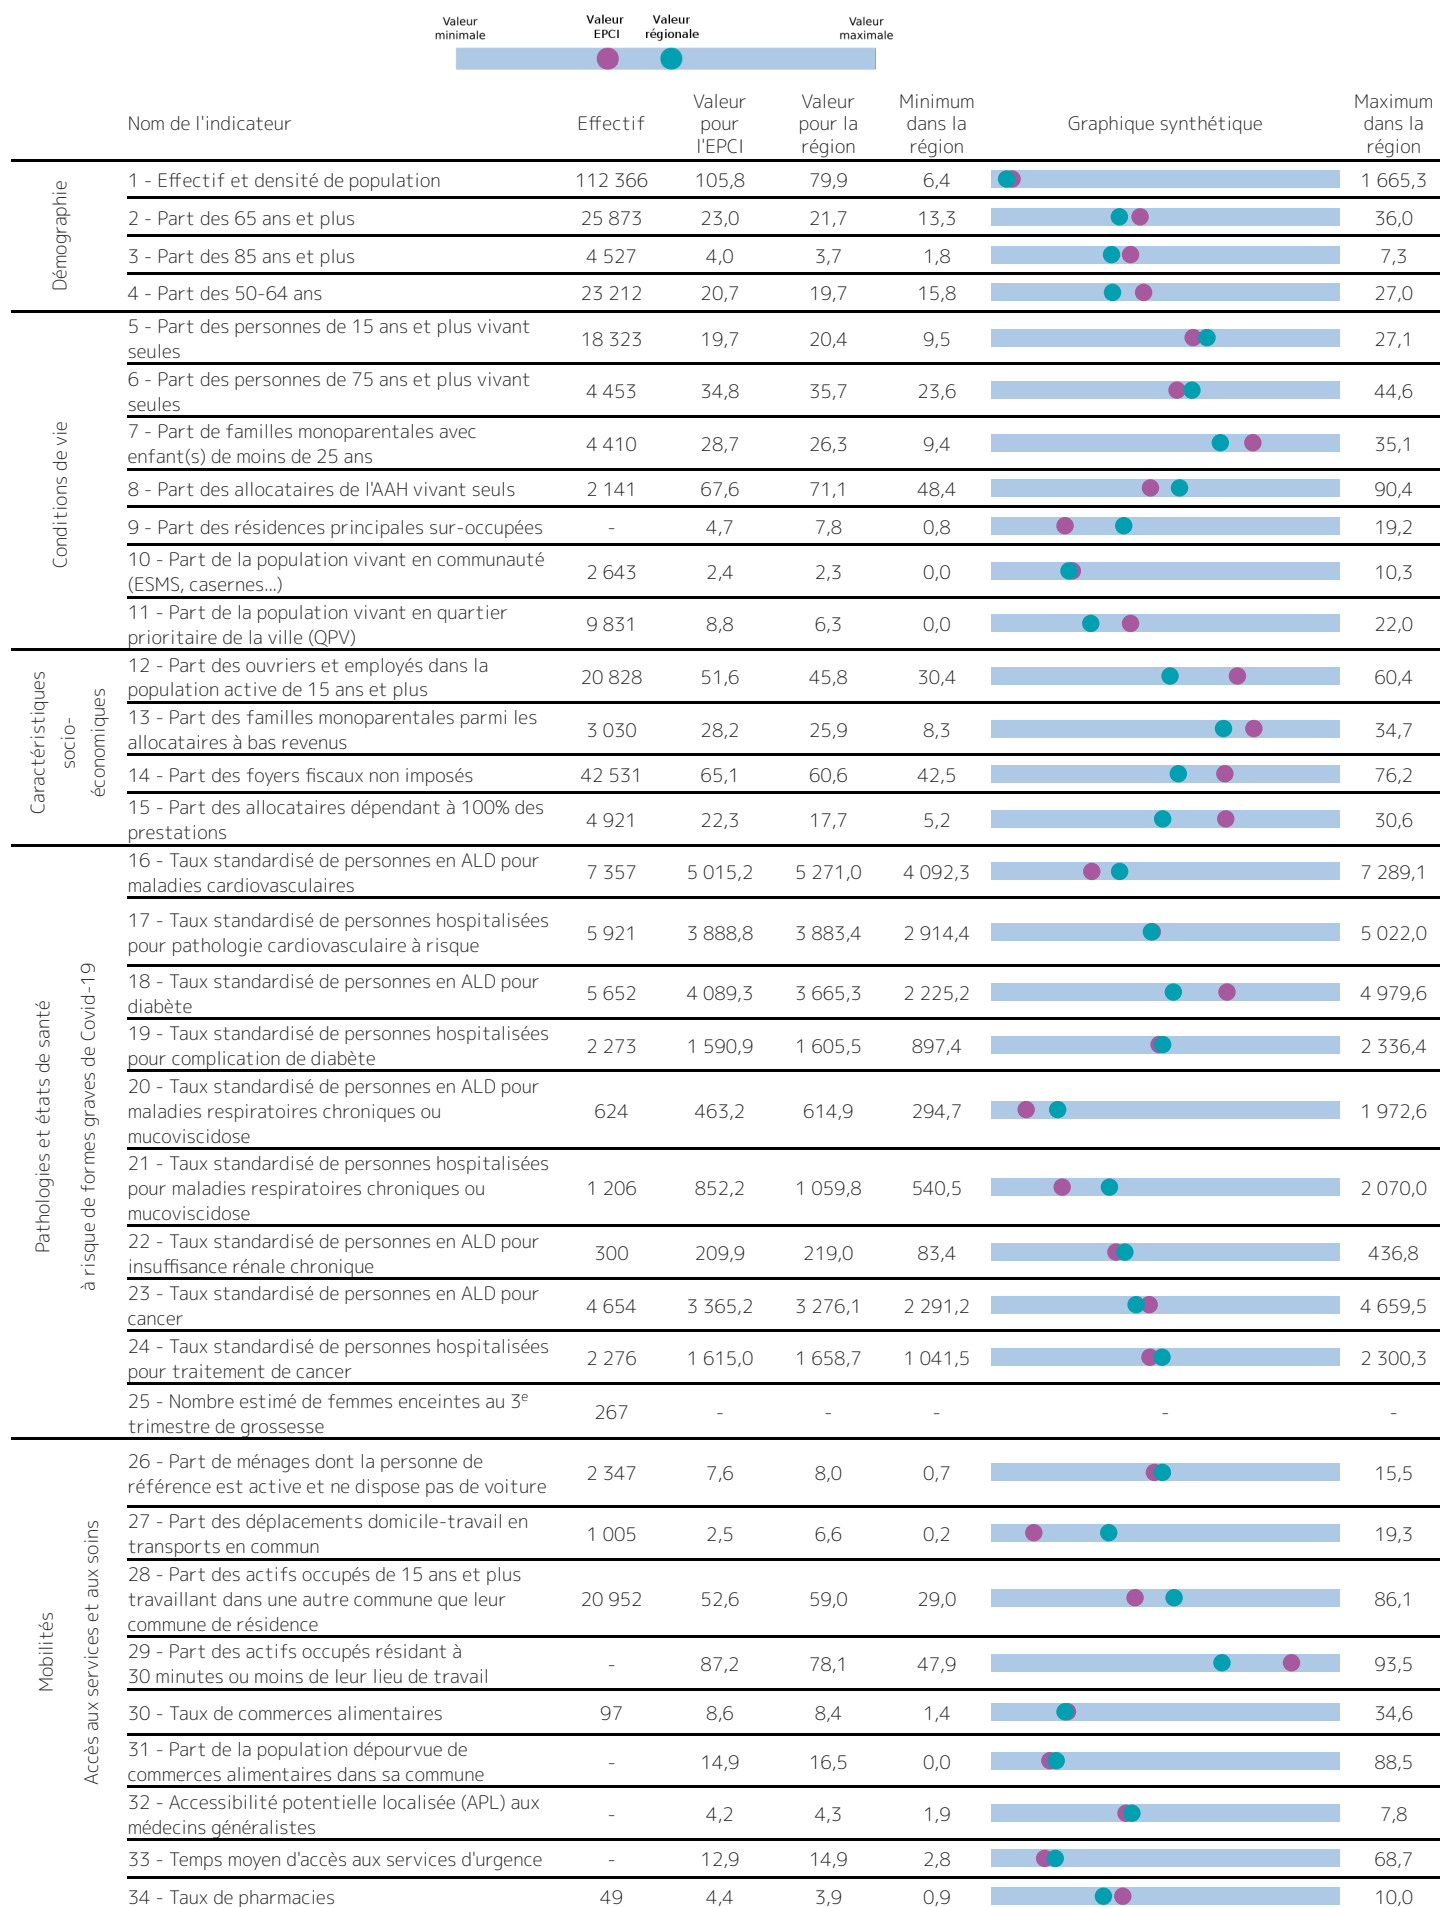 Valeur minimale
Valeur EPCI
Valeur régionale
Valeur maximale
Nom de l'indicateur
Effectif
Valeur pour l'EPCI
Valeur pour la région
Minimum dans la région
Graphique synthétique
Maximum dans la région
Démographie
1 - Effectif et densité de population 112 366 105,8 79,9 6,4 1 665,3
2 - Part des 65 ans et plus 25 873 23,0 21,7 13,3 36,0
3 - Part des 85 ans et plus 4 527 4,0 3,7 1,8 7,3
4 - Part des 50-64 ans 23 212 20,7 19,7 15,8 27,0
Conditions de vie
5 - Part des personnes de 15 ans et plus vivant
seules 18 323 19,7 20,4 9,5 27,1
6 - Part des personnes de 75 ans et plus vivant
seules 4 453 34,8 35,7 23,6 44,6
7 - Part de familles monoparentales avec
enfant(s) de moins de 25 ans 4 410 28,7 26,3 9,4 35,1
8 - Part des allocataires de l'AAH vivant seuls 2 141 67,6 71,1 48,4 90,4
9 - Part des résidences principales sur-occupées - 4,7 7,8 0,8 19,2
10 - Part de la population vivant en communauté
(ESMS, casernes...) 2 643 2,4 2,3 0,0 10,3
11 - Part de la population vivant en quartier
prioritaire de la ville (QPV) 9 831 8,8 6,3 0,0 22,0
Caractéristiques
socio-
économiques
12 - Part des ouvriers et employés dans la
population active de 15 ans et plus 20 828 51,6 45,8 30,4 60,4
13 - Part des familles monoparentales parmi les
allocataires à bas revenus 3 030 28,2 25,9 8,3 34,7
14 - Part des foyers fiscaux non imposés 42 531 65,1 60,6 42,5 76,2
15 - Part des allocataires dépendant à 100% des
prestations 4 921 22,3 17,7 5,2 30,6
Pathologies et états de santé
à risque de formes graves de Covid-19
16 - Taux standardisé de personnes en ALD pour
maladies cardiovasculaires 7 357 5 015,2 5 271,0 4 092,3 7 289,1
17 - Taux standardisé de personnes hospitalisées
pour pathologie cardiovasculaire à risque 5 921 3 888,8 3 883,4 2 914,4 5 022,0
18 - Taux standardisé de personnes en ALD pour
diabète 5 652 4 089,3 3 665,3 2 225,2 4 979,6
19 - Taux standardisé de personnes hospitalisées
pour complication de diabète 2 273 1 590,9 1 605,5 897,4 2 336,4
20 - Taux standardisé de personnes en ALD pour
maladies respiratoires chroniques ou
mucoviscidose 624 463,2 614,9 294,7 1 972,6
21 - Taux standardisé de personnes hospitalisées
pour maladies respiratoires chroniques ou
mucoviscidose 1 206 852,2 1 059,8 540,5 2 070,0
22 - Taux standardisé de personnes en ALD pour
insuffisance rénale chronique 300 209,9 219,0 83,4 436,8
23 - Taux standardisé de personnes en ALD pour
cancer 4 654 3 365,2 3 276,1 2 291,2 4 659,5
24 - Taux standardisé de personnes hospitalisées
pour traitement de cancer 2 276 1 615,0 1 658,7 1 041,5 2 300,3
25 - Nombre estimé de femmes enceintes au 3e
trimestre de grossesse 267 - - - - -
Mobilités
Accès aux services et aux soins
26 - Part de ménages dont la personne de
référence est active et ne dispose pas de voiture 2 347 7,6 8,0 0,7 15,5
27 - Part des déplacements domicile-travail en
transports en commun 1 005 2,5 6,6 0,2 19,3
28 - Part des actifs occupés de 15 ans et plus
travaillant dans une autre commune que leur
commune de résidence 20 952 52,6 59,0 29,0 86,1
29 - Part des actifs occupés résidant à
30 minutes ou moins de leur lieu de travail - 87,2 78,1 47,9 93,5
30 - Taux de commerces alimentaires 97 8,6 8,4 1,4 34,6
31 - Part de la population dépourvue de
commerces alimentaires dans sa commune - 14,9 16,5 0,0 88,5
32 - Accessibilité potentielle localisée (APL) aux
médecins généralistes - 4,2 4,3 1,9 7,8
33 - Temps moyen d'accès aux services d'urgence - 12,9 14,9 2,8 68,7
34 - Taux de pharmacies 49 4,4 3,9 0,9 10,0